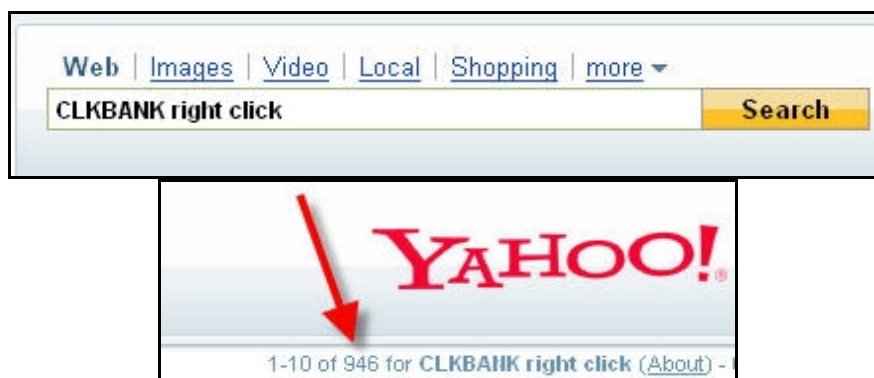 Web | Images | Video | Local | Shopping | more
CLKBANK right click Search
YAHOO!
1-10 of 946 for CLKBANK right click (About) -